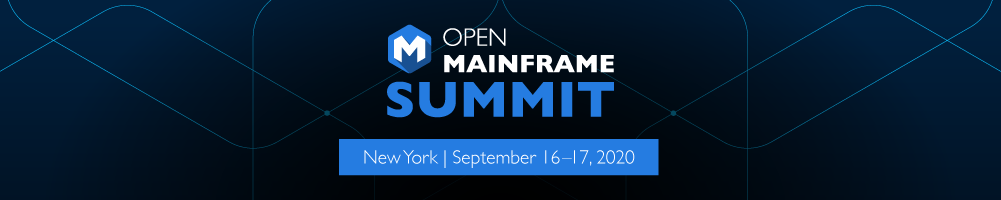 M
OPEN
MAINFRAME
SUMMIT
New York | September 16–17, 2020